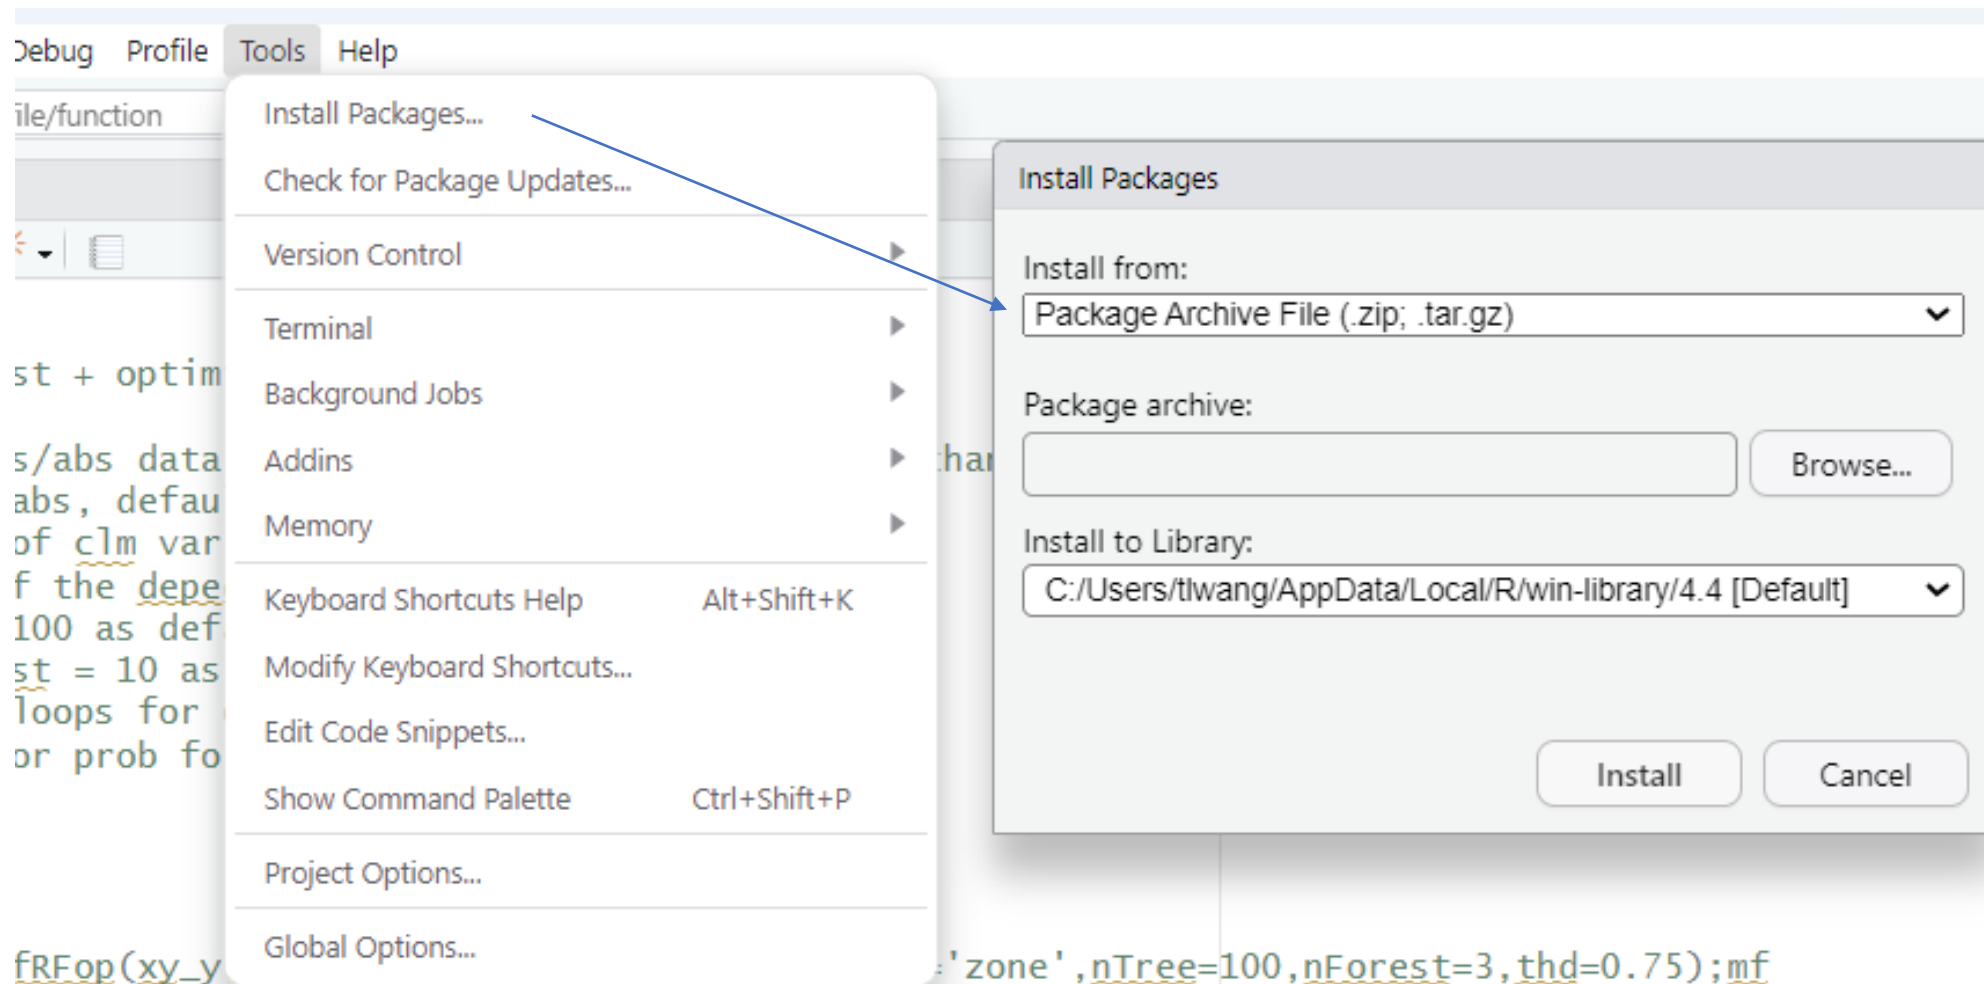 Debug Profile Tools Help
file/function
Install Packages...
Check for Package Updates...
Version Control
Terminal
Background Jobs
Addins
Memory
Keyboard Shortcuts Help Alt+Shift+K
Modify Keyboard Shortcuts...
Edit Code Snippets...
Show Command Palette Ctrl+Shift+P
Project Options...
Global Options...
Install Packages
Install from:
Package Archive File (.zip; .tar.gz)
Package archive:
Browse...
Install to Library:
C:/Users/tlwang/AppData/Local/R/win-library/4.4 [Default]
Install Cancel
st + optim
s/abs data
abs, defau
of clm var
f the depe
100 as def
st = 10 as
loops for
or prob fo
fRFop(xy_y ='zone',nTree=100,nForest=3,thd=0.75);mf